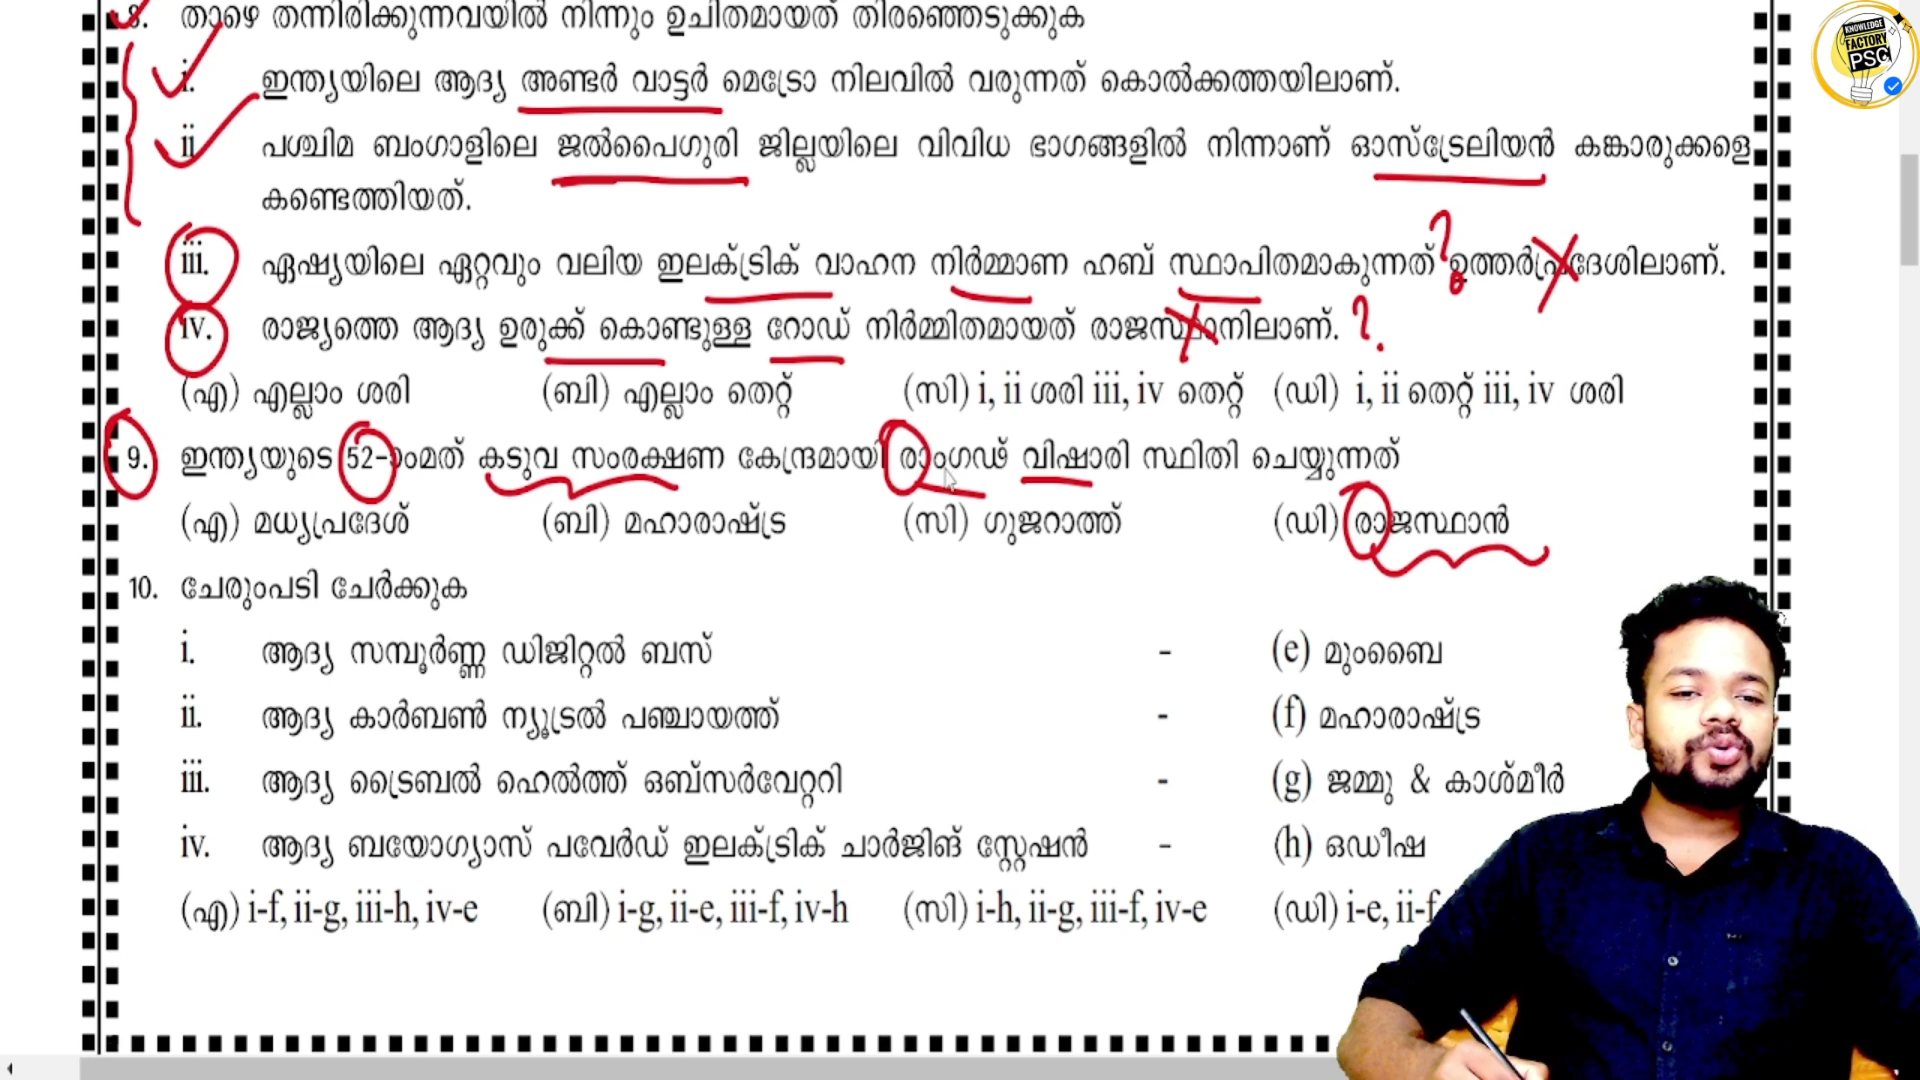 8. താഴെ തന്നിരിക്കുന്നവയിൽ നിന്നും ഉചിതമായത് തിരഞ്ഞെടുക്കുക
i. ഇന്ത്യയിലെ ആദ്യ അണ്ടർ വാട്ടർ മെട്രോ നിലവിൽ വരുന്നത് കൊൽക്കത്തയിലാണ്.
ii പശ്ചിമ ബംഗാളിലെ ജൽപൈഗുരി ജില്ലയിലെ വിവിധ ഭാഗങ്ങളിൽ നിന്നാണ് ഓസ്ട്രേലിയൻ കങ്കാരുക്കളെ
കണ്ടെത്തിയത്.
iii. ഏഷ്യയിലെ ഏറ്റവും വലിയ ഇലക്ട്രിക് വാഹന നിർമ്മാണ ഹബ് സ്ഥാപിതമാകുന്നത് ? ഉത്തർപ്രദേശിലാണ്.
iv. രാജ്യത്തെ ആദ്യ ഉരുക്ക് കൊണ്ടുള്ള റോഡ് നിർമ്മിതമായത് രാജസ്ഥാനിലാണ്. ?
(എ) എല്ലാം ശരി (ബി) എല്ലാം തെറ്റ് (സി) i, ii ശരി iii, iv തെറ്റ് (ഡി) i, ii തെറ്റ് iii, iv ശരി
9. ഇന്ത്യയുടെ 52-ാംമത് കടുവ സംരക്ഷണ കേന്ദ്രമായി രാംഗഢ് വിഷാരി സ്ഥിതി ചെയ്യുന്നത്
(എ) മധ്യപ്രദേശ് (ബി) മഹാരാഷ്ട്ര (സി) ഗുജറാത്ത് (ഡി) രാജസ്ഥാൻ
10. ചേരുംപടി ചേർക്കുക
i. ആദ്യ സമ്പൂർണ്ണ ഡിജിറ്റൽ ബസ് - (e) മുംബൈ
ii. ആദ്യ കാർബൺ ന്യൂട്രൽ പഞ്ചായത്ത് - (f) മഹാരാഷ്ട്ര
iii. ആദ്യ ട്രൈബൽ ഹെൽത്ത് ഒബ്സർവേറ്ററി - (g) ജമ്മു & കാശ്മീർ
iv. ആദ്യ ബയോഗ്യാസ് പവേർഡ് ഇലക്ട്രിക് ചാർജിങ് സ്റ്റേഷൻ - (h) ഒഡീഷ
(എ) i-f, ii-g, iii-h, iv-e (ബി) i-g, ii-e, iii-f, iv-h (സി) i-h, ii-g, iii-f, iv-e (ഡി) i-e, ii-f
KNOWLEDGE
FACTORY
PSC